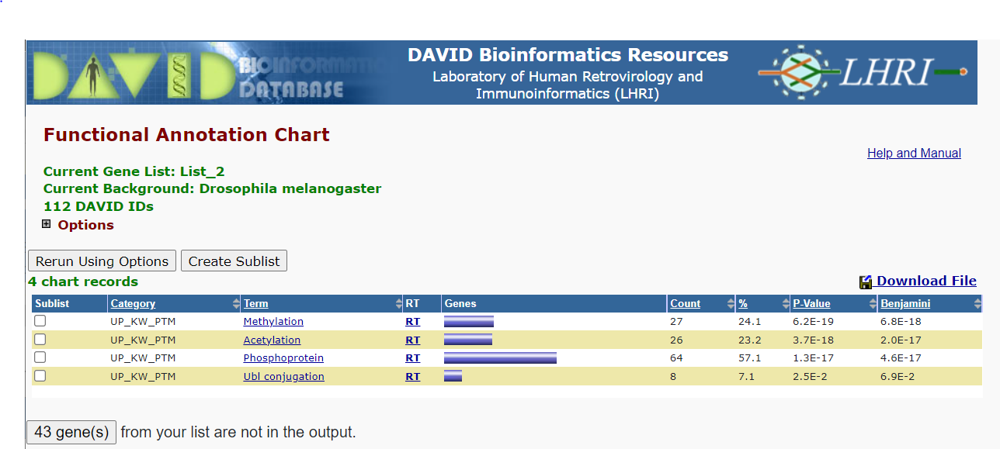 DAVID BIOINFORMATICS
DATABASE
DAVID Bioinformatics Resources
Laboratory of Human Retrovirology and
Immunoinformatics (LHRI)
LHRI
Functional Annotation Chart
Help and Manual
Current Gene List: List_2
Current Background: Drosophila melanogaster
112 DAVID IDs
Options
Rerun Using Options Create Sublist
4 chart records Download File
Sublist Category Term RT Genes Count % P-Value Benjamini
UP_KW_PTM Methylation RT 27 24.1 6.2E-19 6.8E-18
UP_KW_PTM Acetylation RT 26 23.2 3.7E-18 2.0E-17
UP_KW_PTM Phosphoprotein RT 64 57.1 1.3E-17 4.6E-17
UP_KW_PTM Ubl conjugation RT 8 7.1 2.5E-2 6.9E-2
43 gene(s) from your list are not in the output.